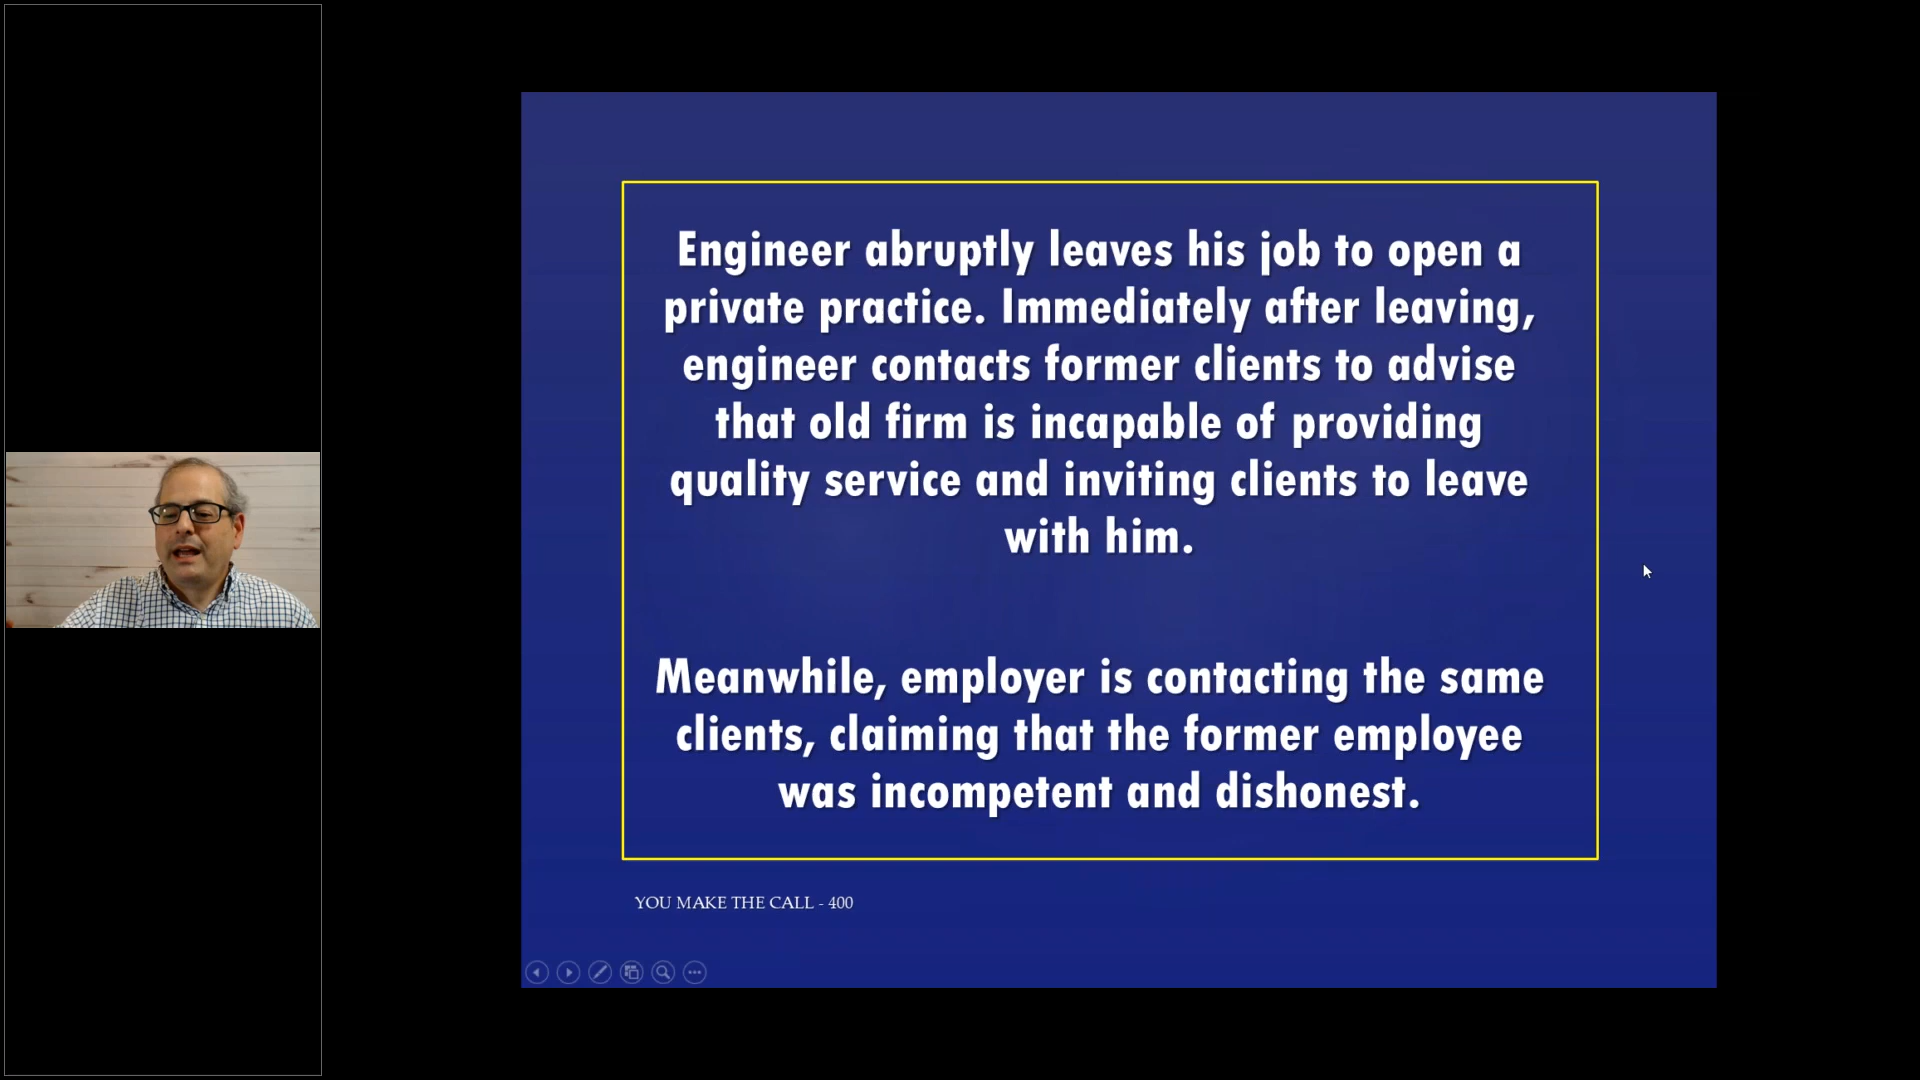 Engineer abruptly leaves his job to open a
private practice. Immediately after leaving,
engineer contacts former clients to advise
that old firm is incapable of providing
quality service and inviting clients to leave
with him.
Meanwhile, employer is contacting the same
clients, claiming that the former employee
was incompetent and dishonest.
YOU MAKE THE CALL - 400